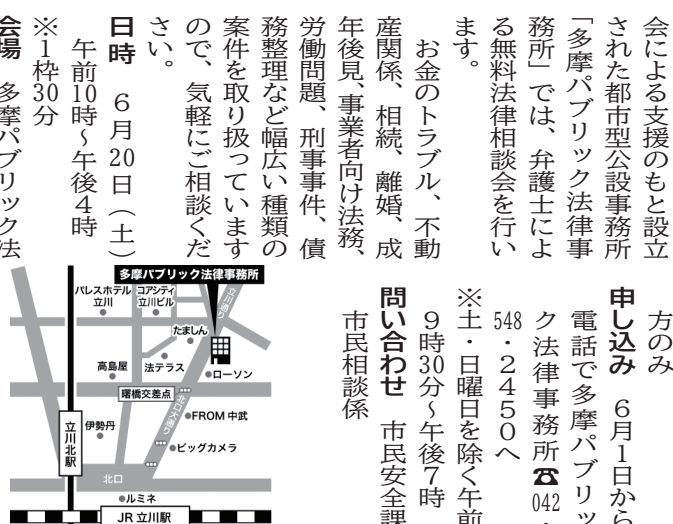 会による支援のもと設立
された都市型公設事務所
「多摩パブリック法律事
務所」では、弁護士によ
る無料法律相談会を行い
ます。
お金のトラブル、不動
産関係、相続、離婚、成
年後見、事業者向け法務、
労働問題、刑事事件、債
務整理など幅広い種類の
案件を取り扱っています
ので、気軽にご相談くだ
さい。
日時 6月20日(土)
午前10時〜午後4時
※1枠30分
会場 多摩パブリック法
方のみ
申し込み 6月1日から
電話で多摩パブリッ
ク法律事務所☎042・
548・2450へ
※土・日曜日を除く午前
9時30分〜午後7時
問い合わせ 市民安全課
市民相談係
多摩パブリック法律事務所
パレスホテル立川
コアシティ立川ビル
立川通り
たましん
高島屋
法テラス
ローソン
曙橋交差点
北口大通り
FROM 中武
伊勢丹
立川北駅
ビッグカメラ
北口
ルミネ
JR 立川駅